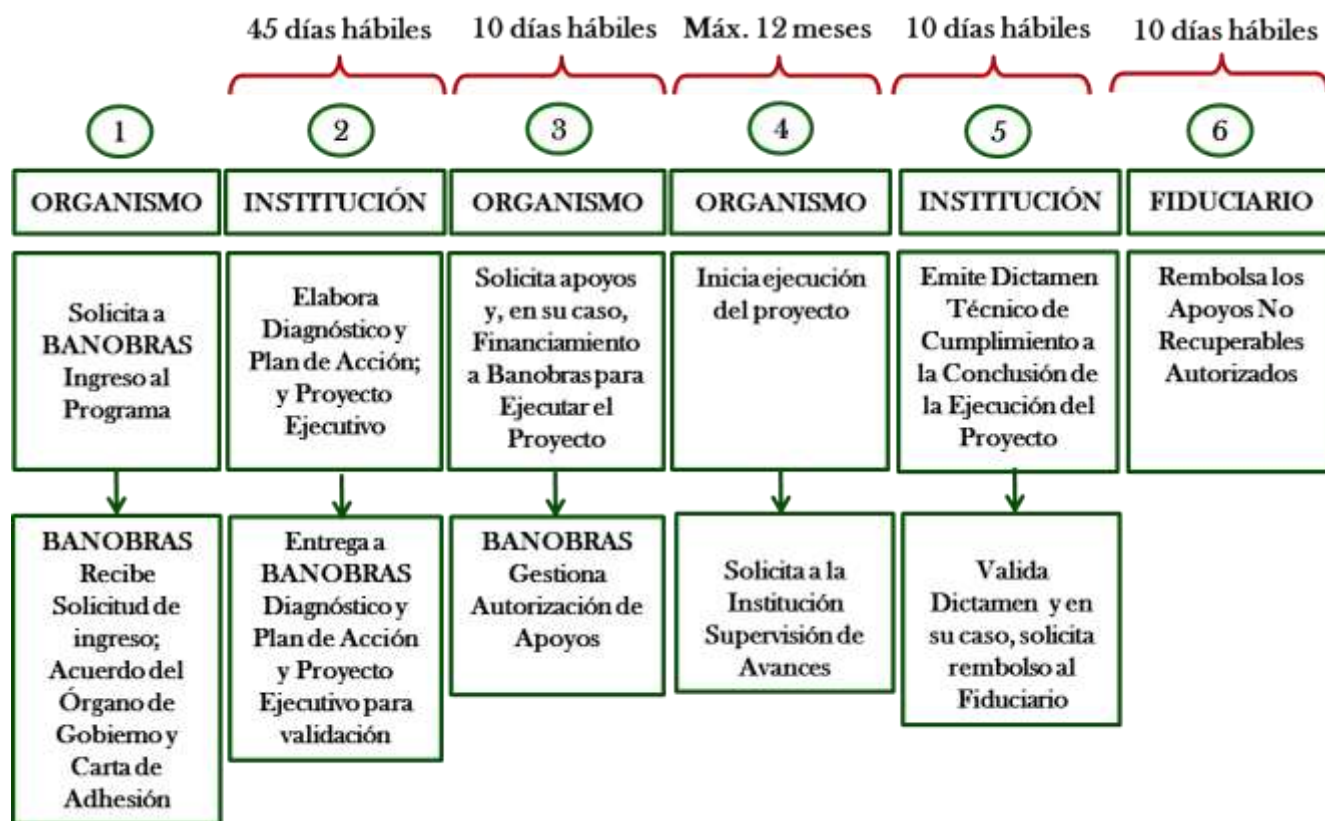 45 días hábiles
10 días hábiles
Máx. 12 meses
10 días hábiles
10 días hábiles
1
2
3
4
5
6
ORGANISMO
INSTITUCIÓN
ORGANISMO
ORGANISMO
INSTITUCIÓN
FIDUCIARIO
Solicita a
BANOBRAS
Ingreso al
Programa
Elabora
Diagnóstico y
Plan de Acción;
y Proyecto
Ejecutivo
Solicita apoyos
y, en su caso,
Financiamiento
a Banobras para
Ejecutar el
Proyecto
Inicia ejecución
del proyecto
Emite Dictamen
Técnico de
Cumplimiento a
la Conclusión de
la Ejecución del
Proyecto
Rembolsa los
Apoyos No
Recuperables
Autorizados
BANOBRAS
Recibe
Solicitud de
ingreso;
Acuerdo del
Órgano de
Gobierno y
Carta de
Adhesión
Entrega a
BANOBRAS
Diagnóstico y
Plan de Acción
y Proyecto
Ejecutivo para
validación
BANOBRAS
Gestiona
Autorización de
Apoyos
Solicita a la
Institución
Supervisión de
Avances
Valida
Dictamen y en
su caso, solicita
rembolso al
Fiduciario